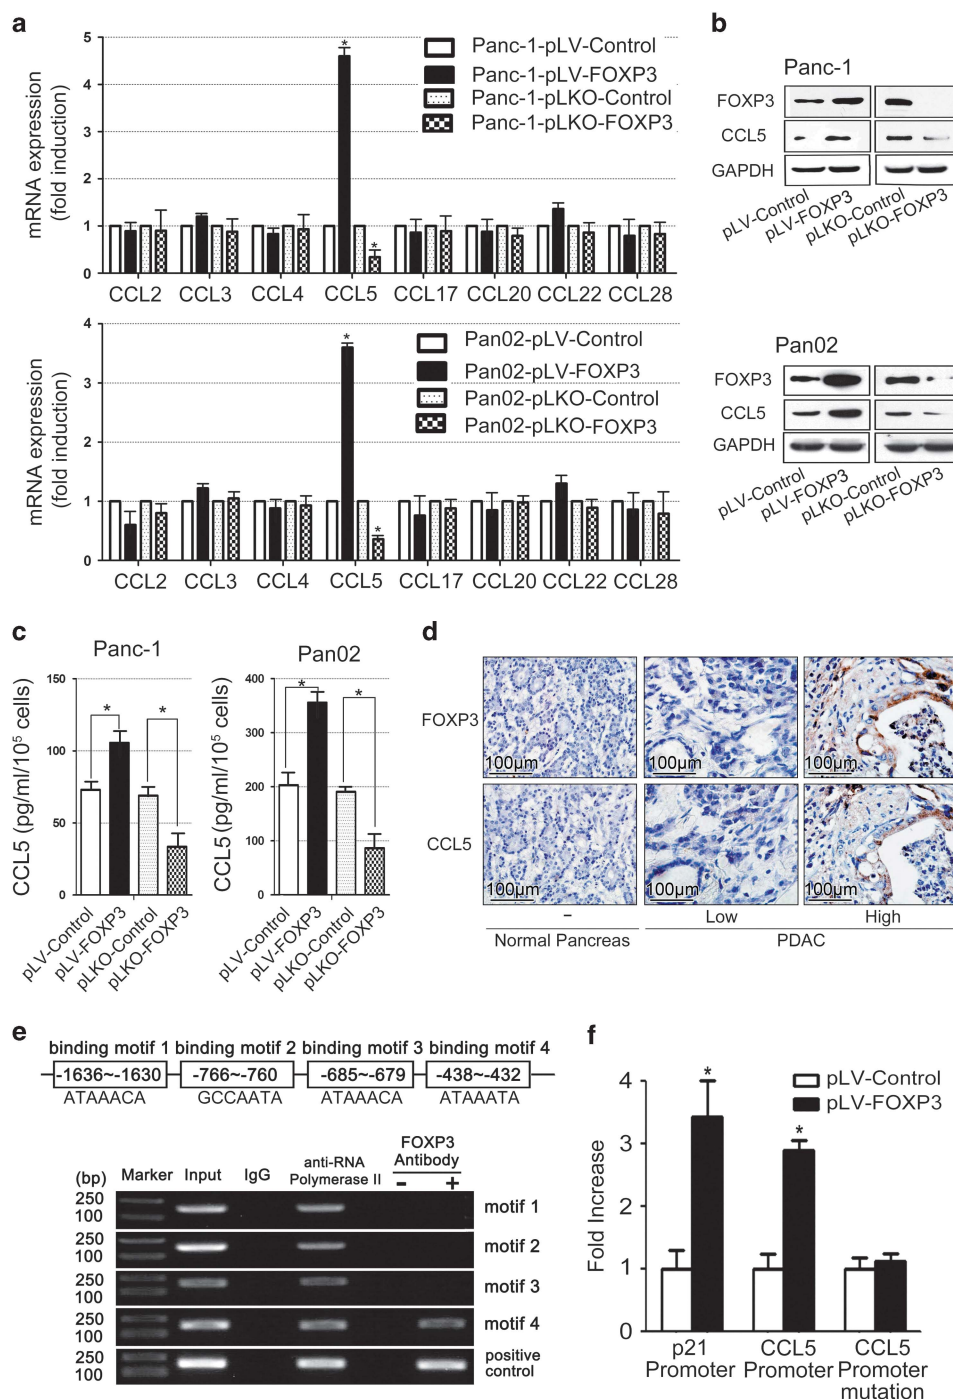 a
mRNA expression
(fold induction)
5
4
3
2
1
0
Panc-1-pLV-Control
Panc-1-pLV-FOXP3
Panc-1-pLKO-Control
Panc-1-pLKO-FOXP3
*
*
CCL2 CCL3 CCL4 CCL5 CCL17 CCL20 CCL22 CCL28
mRNA expression
(fold induction)
4
3
2
1
0
Pan02-pLV-Control
Pan02-pLV-FOXP3
Pan02-pLKO-Control
Pan02-pLKO-FOXP3
*
*
CCL2 CCL3 CCL4 CCL5 CCL17 CCL20 CCL22 CCL28
b
Panc-1
FOXP3
CCL5
GAPDH
pLV-Control
pLV-FOXP3
pLKO-Control
pLKO-FOXP3
Pan02
FOXP3
CCL5
GAPDH
pLV-Control
pLV-FOXP3
pLKO-Control
pLKO-FOXP3
c
Panc-1
CCL5 (pg/ml/10⁵ cells)
150
100
50
0
*
*
pLV-Control
pLV-FOXP3
pLKO-Control
pLKO-FOXP3
Pan02
CCL5 (pg/ml/10⁵ cells)
400
300
200
100
0
*
*
pLV-Control
pLV-FOXP3
pLKO-Control
pLKO-FOXP3
d
FOXP3
100μm 100μm 100μm
CCL5
100μm 100μm 100μm
– Low High
Normal Pancreas PDAC
e
binding motif 1 binding motif 2 binding motif 3 binding motif 4
-1636~-1630 -766~-760 -685~-679 -438~-432
ATAAACA GCCAATA ATAAACA ATAAATA
(bp) Marker Input IgG anti-RNA
Polymerase II
FOXP3
Antibody
– +
250
100
motif 1
250
100
motif 2
250
100
motif 3
250
100
motif 4
250
100
positive
control
f
Fold Increase
4
3
2
1
0
pLV-Control
pLV-FOXP3
*
*
p21
Promoter
CCL5
Promoter
CCL5
Promoter
mutation